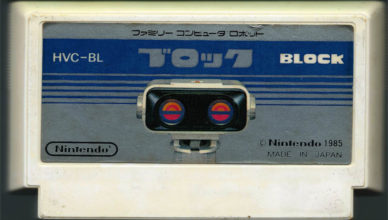 ファミリー コンピュータ ロボット
HVC-BL ブロック BLOCK
Nintendo®
© Nintendo 1985
MADE IN JAPAN